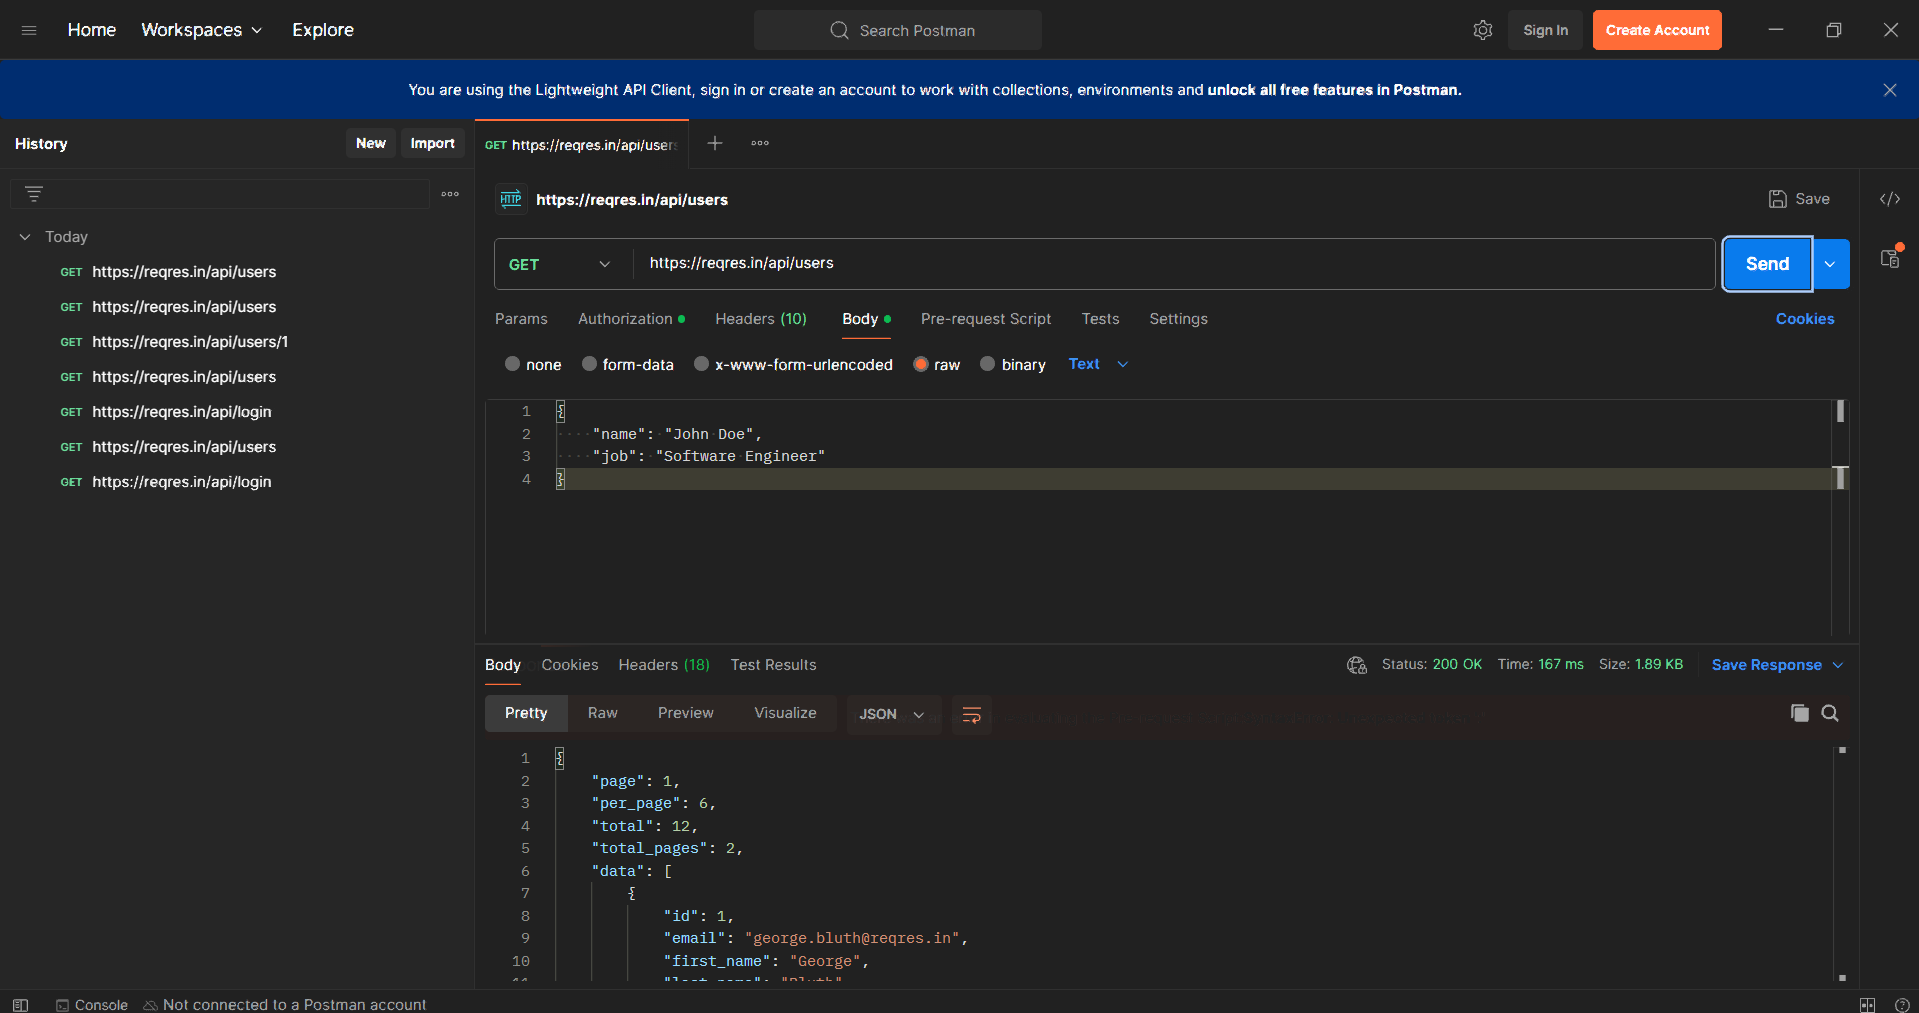 Home Workspaces Explore Search Postman Sign In Create Account
You are using the Lightweight API Client, sign in or create an account to work with collections, environments and unlock all free features in Postman.
History New Import GET https://reqres.in/api/users
HTTP https://reqres.in/api/users Save
Today
GET https://reqres.in/api/users
GET https://reqres.in/api/users
GET https://reqres.in/api/users/1
GET https://reqres.in/api/users
GET https://reqres.in/api/login
GET https://reqres.in/api/users
GET https://reqres.in/api/login
GET https://reqres.in/api/users Send
Params Authorization Headers (10) Body Pre-request Script Tests Settings Cookies
none form-data x-www-form-urlencoded raw binary Text
1 {
2 "name": "John Doe",
3 "job": "Software Engineer"
4 }
Body Cookies Headers (18) Test Results Status: 200 OK Time: 167 ms Size: 1.89 KB Save Response
Pretty Raw Preview Visualize JSON
1 {
2 "page": 1,
3 "per_page": 6,
4 "total": 12,
5 "total_pages": 2,
6 "data": [
7 {
8 "id": 1,
9 "email": "george.bluth@reqres.in",
10 "first_name": "George",
11 "last_name": "Bluth"
Console Not connected to a Postman account